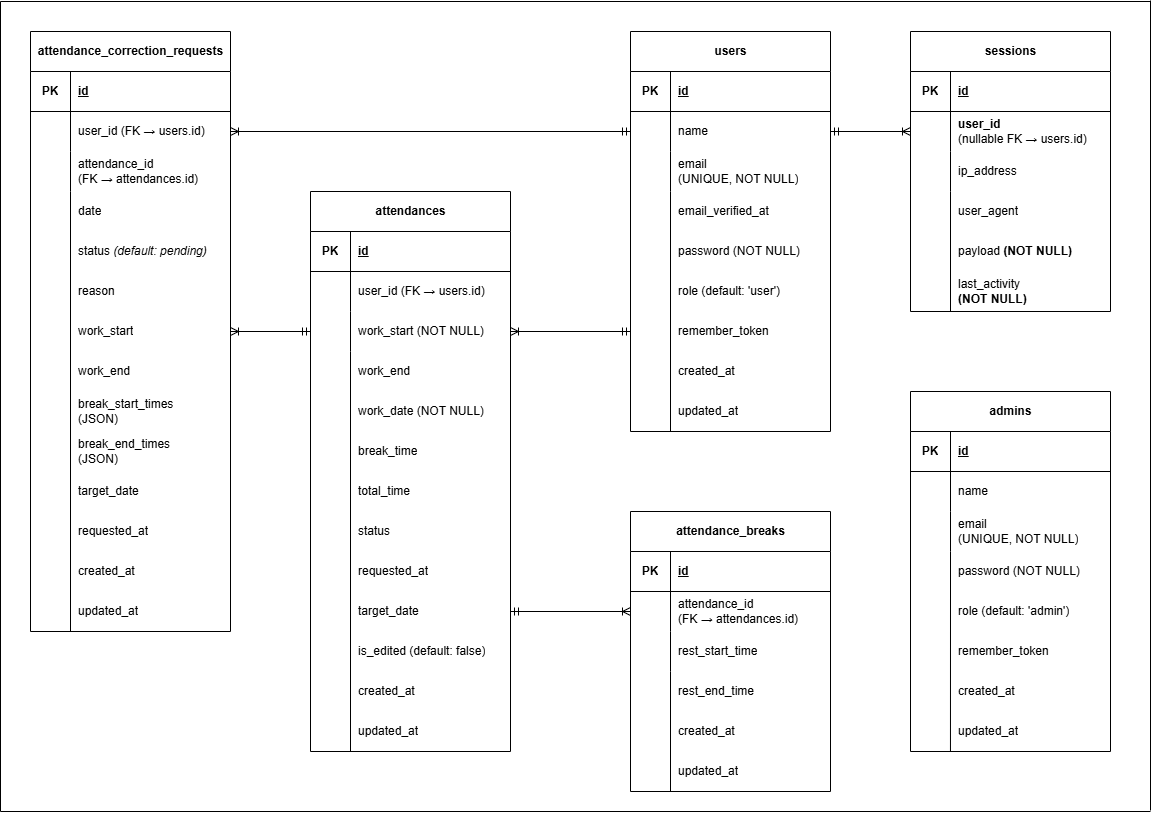 attendance_correction_requests
PK id
user_id (FK → users.id)
attendance_id
(FK → attendances.id)
date
status (default: pending)
reason
work_start
work_end
break_start_times
(JSON)
break_end_times
(JSON)
target_date
requested_at
created_at
updated_at
attendances
PK id
user_id (FK → users.id)
work_start (NOT NULL)
work_end
work_date (NOT NULL)
break_time
total_time
status
requested_at
target_date
is_edited (default: false)
created_at
updated_at
users
PK id
name
email
(UNIQUE, NOT NULL)
email_verified_at
password (NOT NULL)
role (default: 'user')
remember_token
created_at
updated_at
attendance_breaks
PK id
attendance_id
(FK → attendances.id)
rest_start_time
rest_end_time
created_at
updated_at
sessions
PK id
user_id
(nullable FK → users.id)
ip_address
user_agent
payload (NOT NULL)
last_activity
(NOT NULL)
admins
PK id
name
email
(UNIQUE, NOT NULL)
password (NOT NULL)
role (default: 'admin')
remember_token
created_at
updated_at